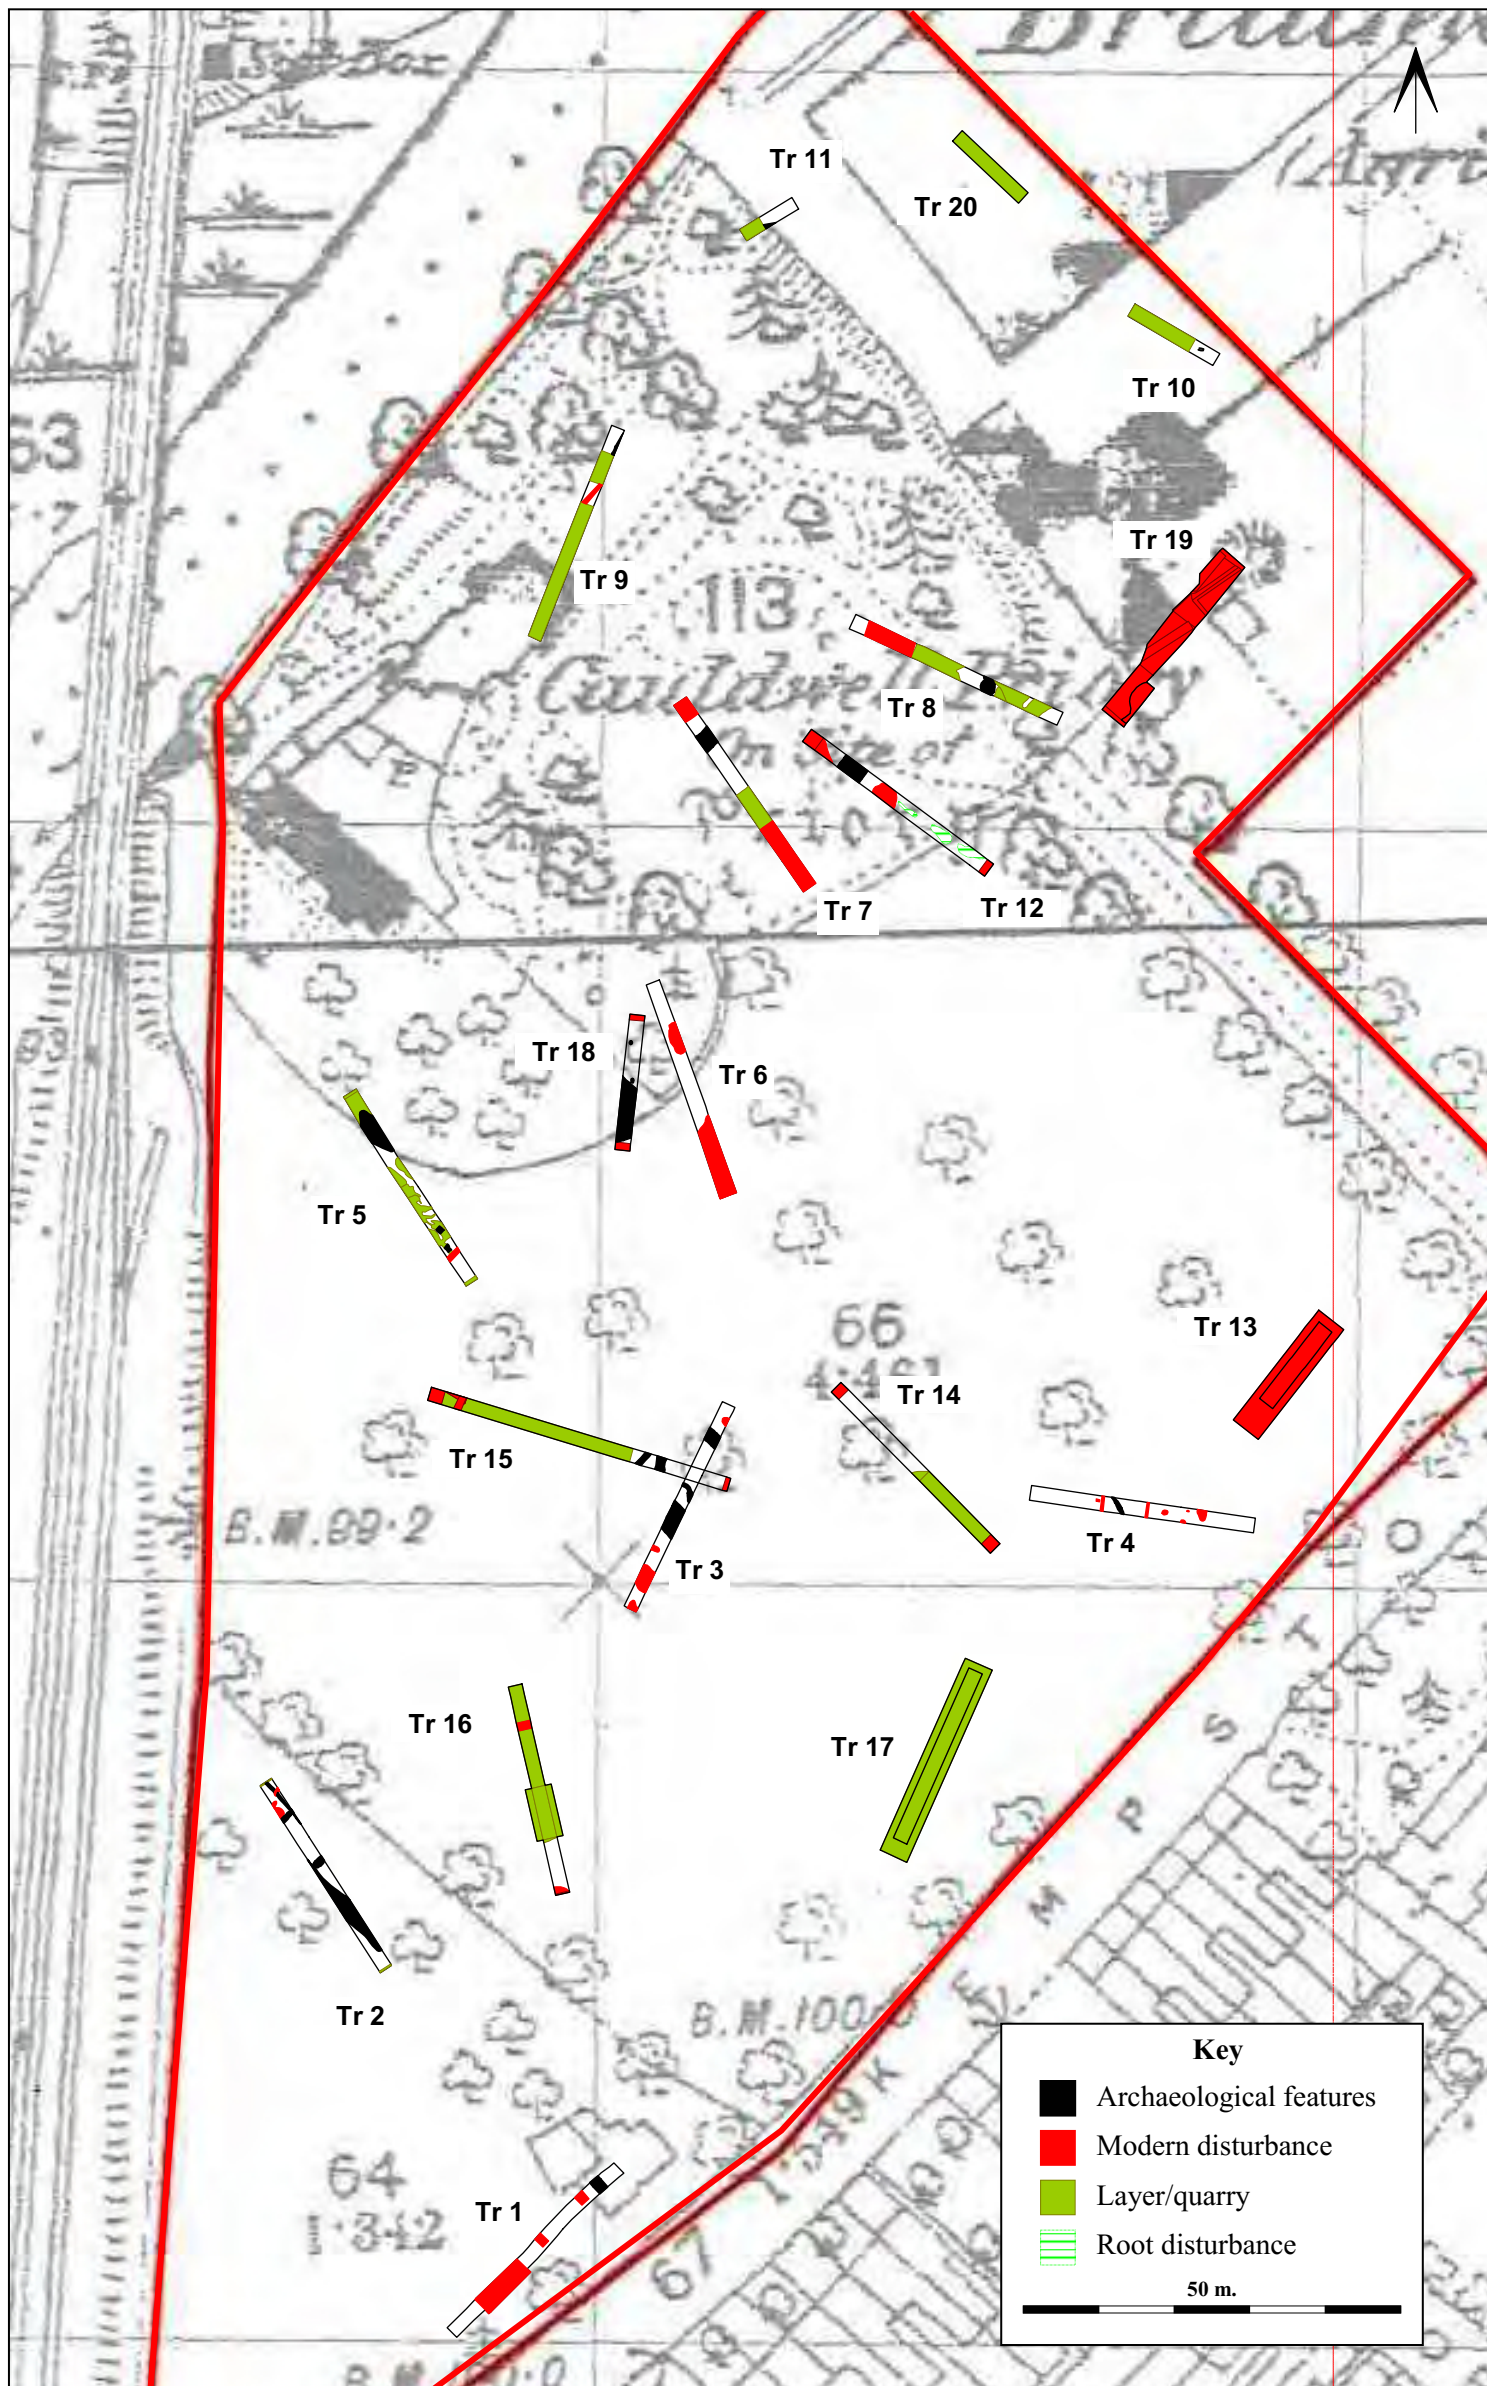 Tr 11
Tr 20
Tr 10
53
Tr 19
Tr 9
113
Tr 8
Tr 7
Tr 12
Tr 18
Tr 6
Tr 5
66
Tr 13
Tr 14
Tr 15
B.M.99·2
Tr 4
Tr 3
Tr 16
Tr 17
Tr 2
B.M.100
Key
Archaeological features
Modern disturbance
Layer/quarry
Root disturbance
50 m.
64
·342
Tr 1
67